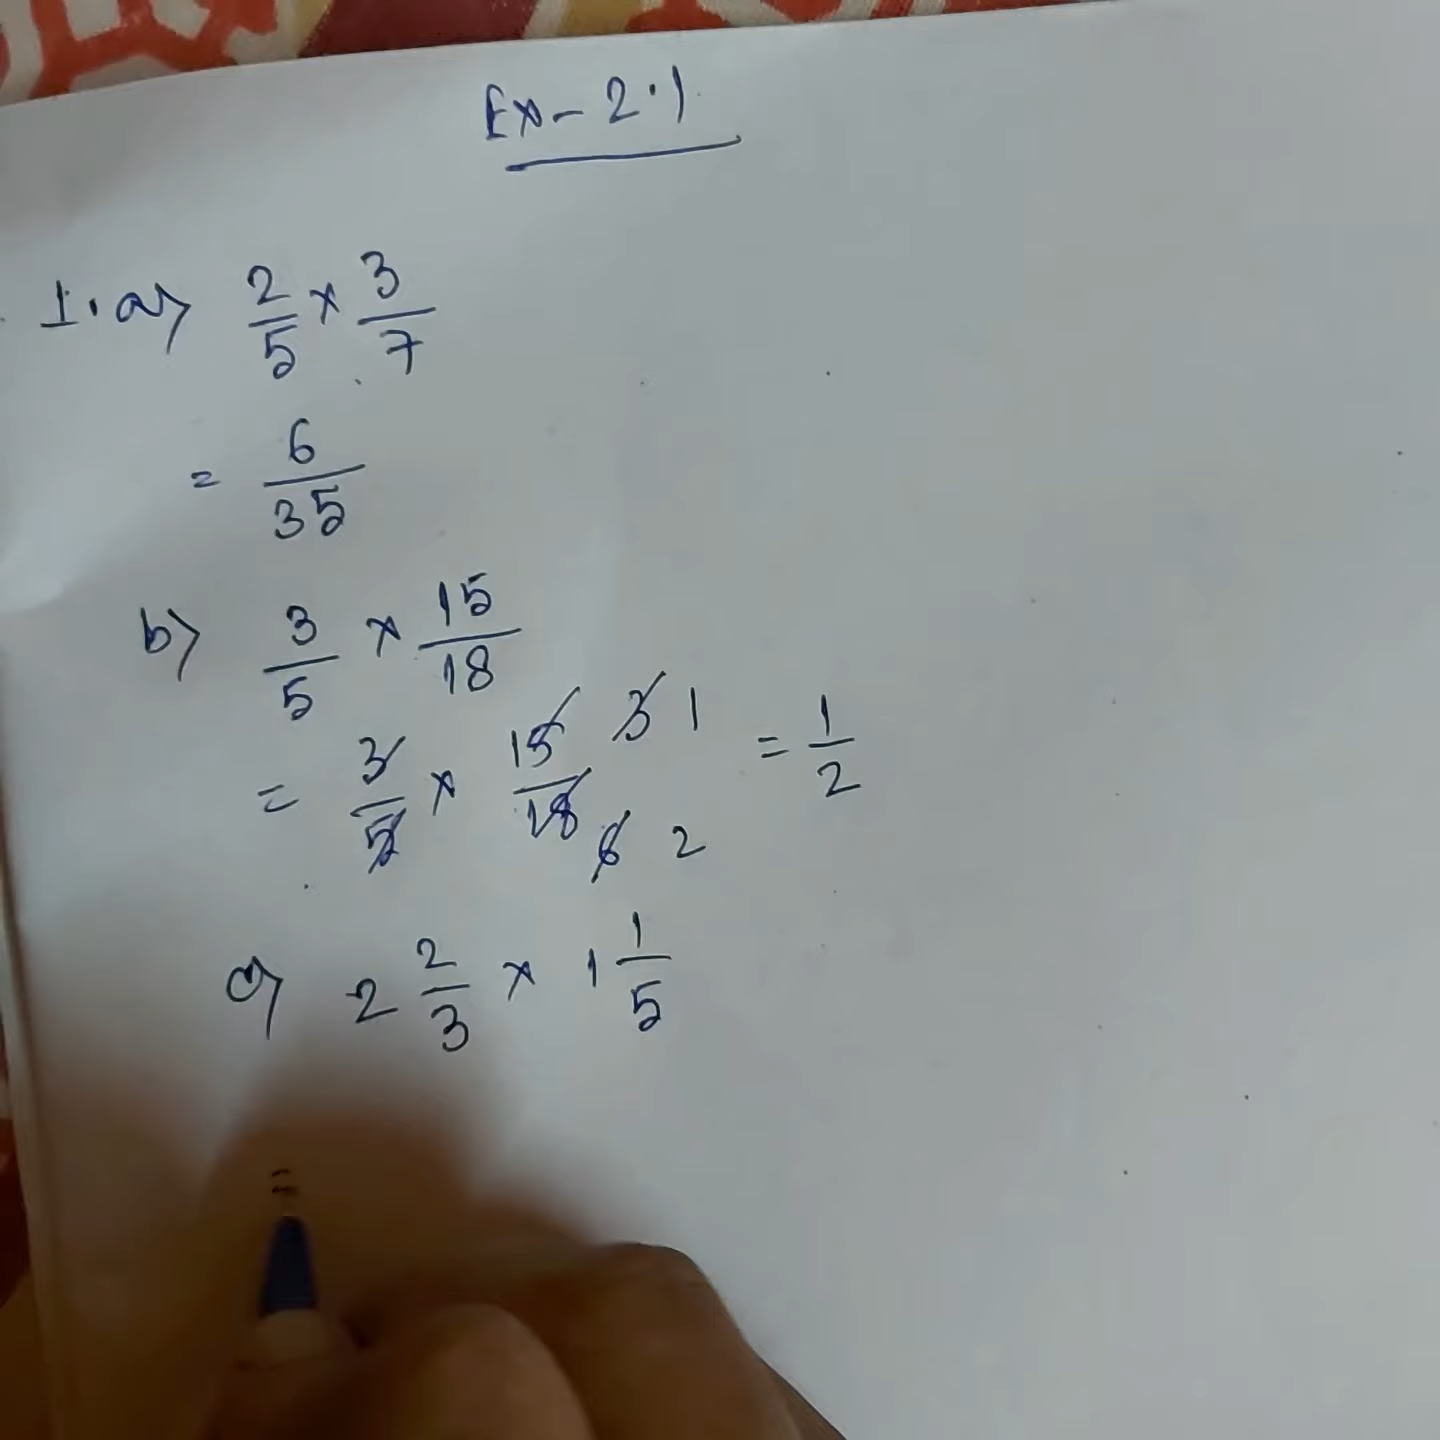 Ex - 2.1
1. a) 2/5 × 3/7
= 6/35
b) 3/5 × 15/18
= 3/5 × 15/18 3 1 6 2 = 1/2
c) 2 2/3 × 1 1/5
=